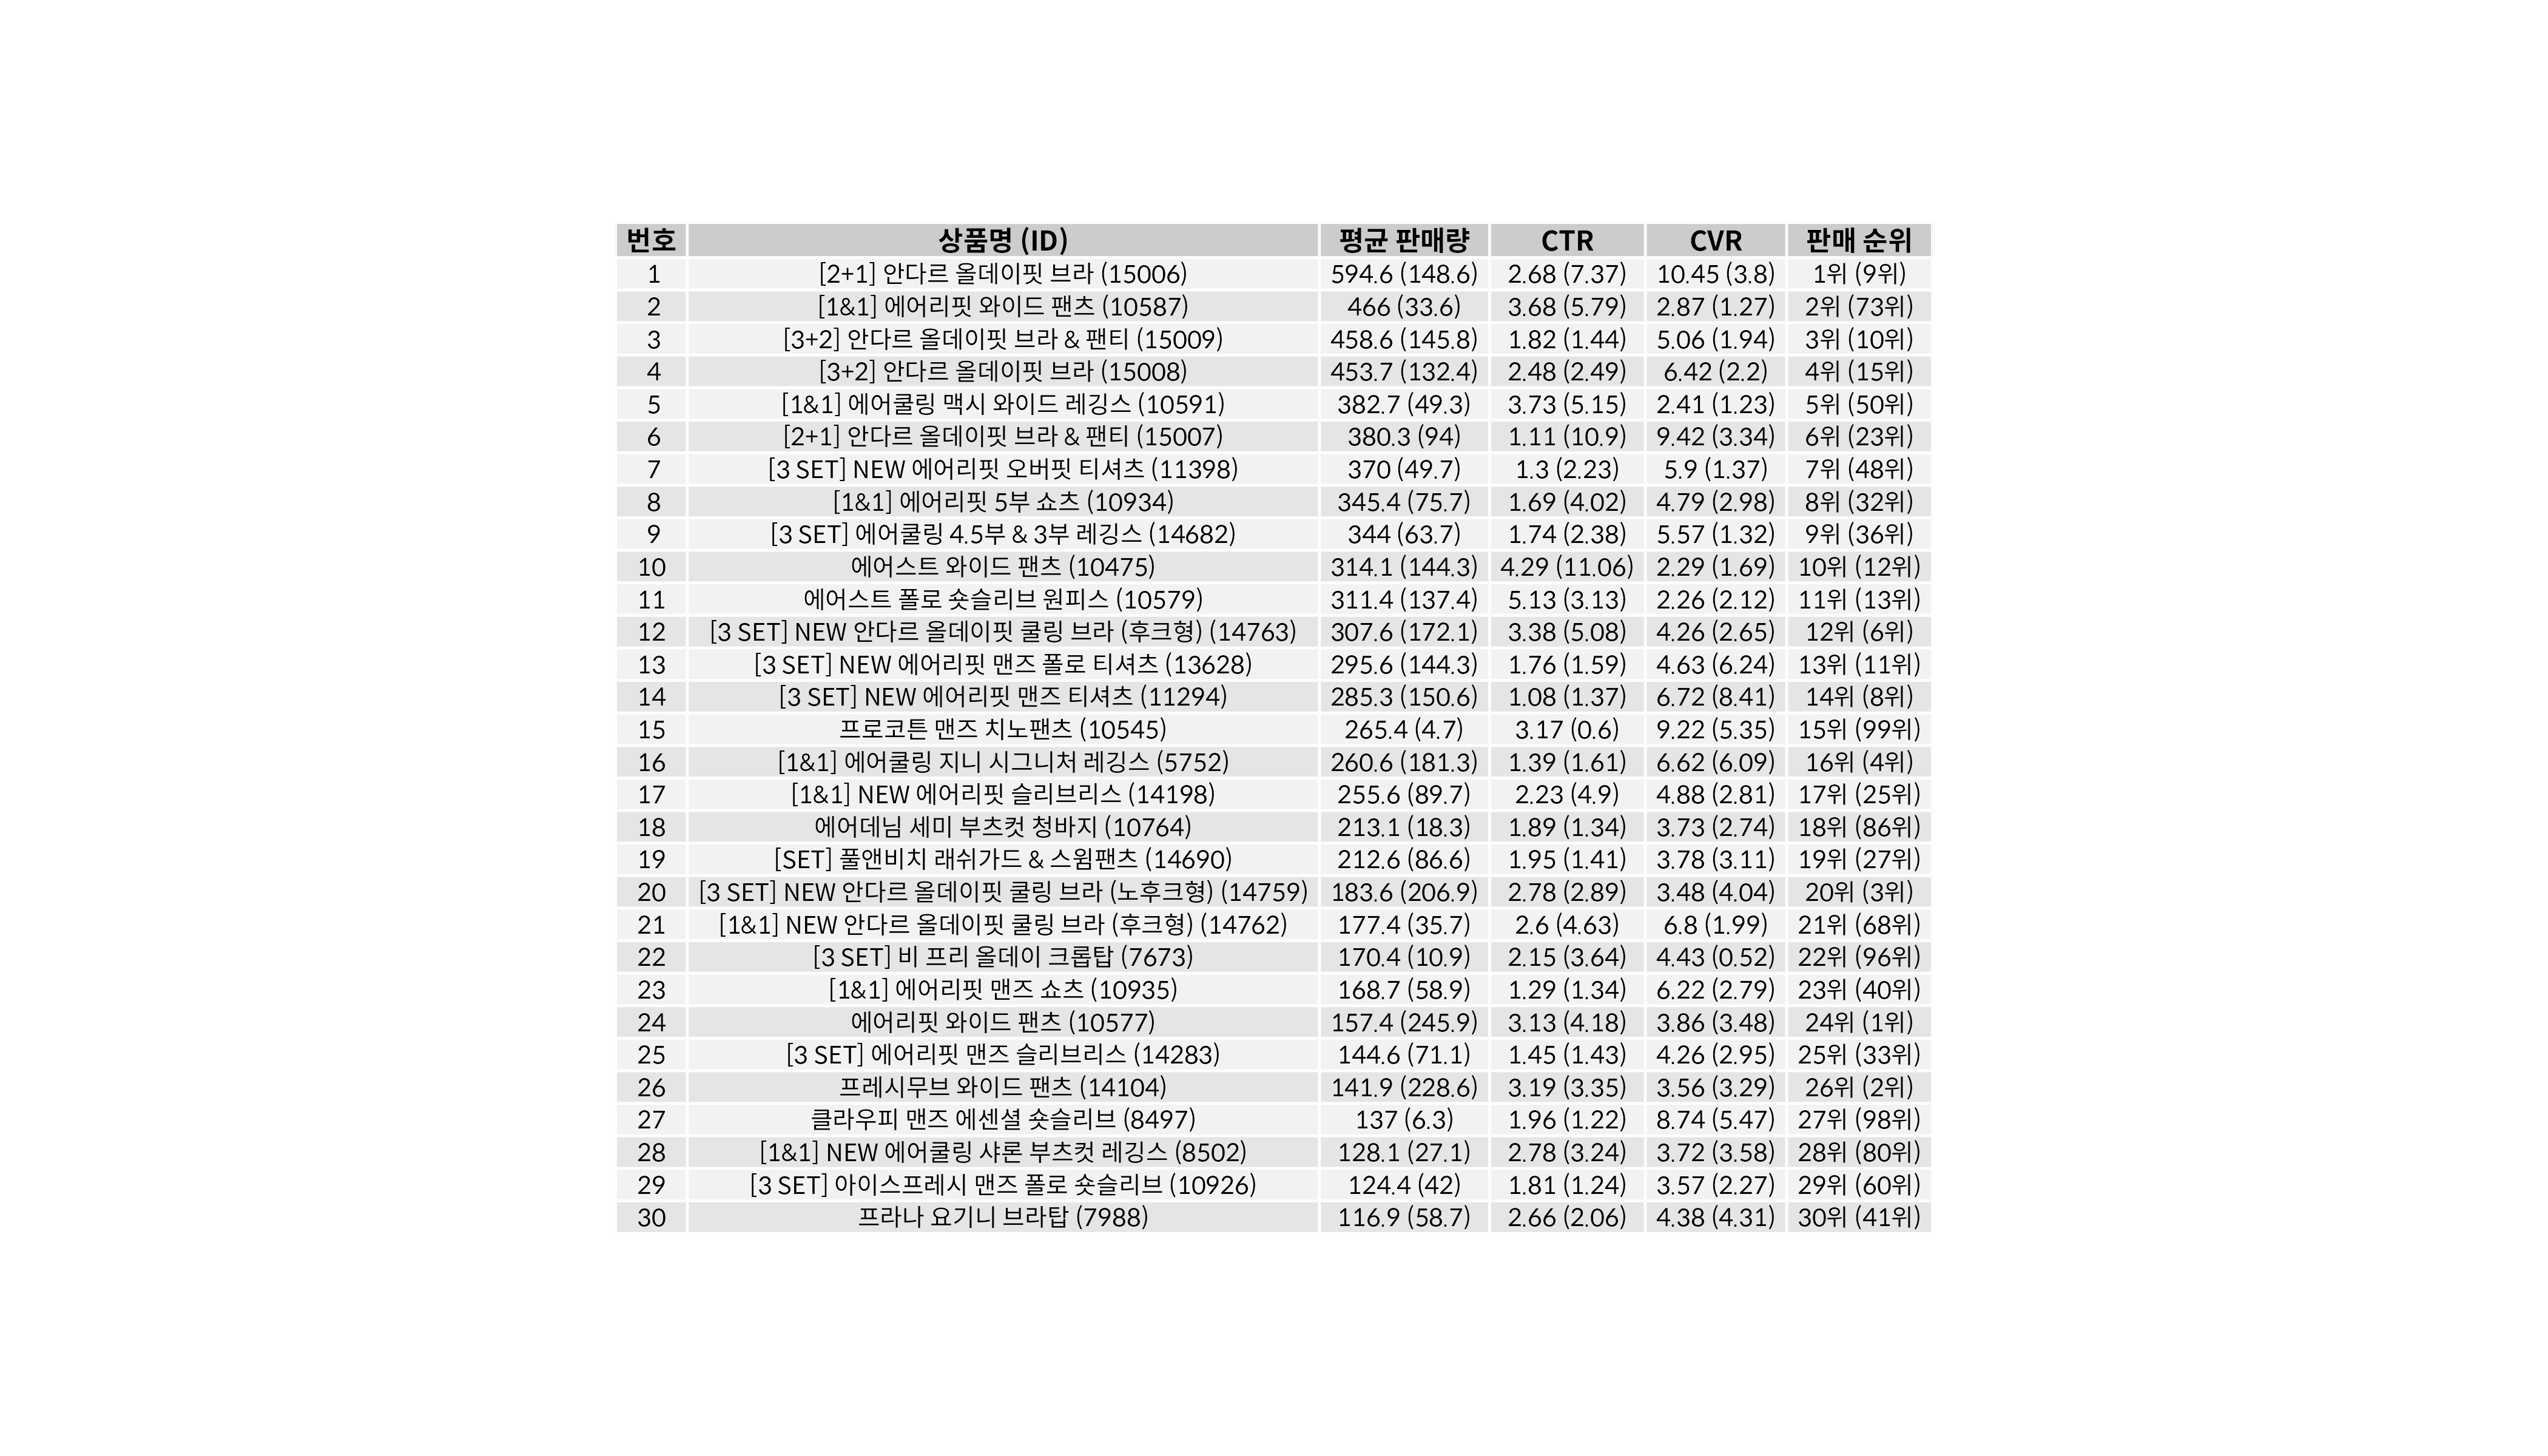 번호 상품명 (ID) 평균 판매량 CTR CVR 판매 순위
1 [2+1] 안다르 올데이핏 브라 (15006) 594.6 (148.6) 2.68 (7.37) 10.45 (3.8) 1위 (9위)
2 [1&1] 에어리핏 와이드 팬츠 (10587) 466 (33.6) 3.68 (5.79) 2.87 (1.27) 2위 (73위)
3 [3+2] 안다르 올데이핏 브라 & 팬티 (15009) 458.6 (145.8) 1.82 (1.44) 5.06 (1.94) 3위 (10위)
4 [3+2] 안다르 올데이핏 브라 (15008) 453.7 (132.4) 2.48 (2.49) 6.42 (2.2) 4위 (15위)
5 [1&1] 에어쿨링 맥시 와이드 레깅스 (10591) 382.7 (49.3) 3.73 (5.15) 2.41 (1.23) 5위 (50위)
6 [2+1] 안다르 올데이핏 브라 & 팬티 (15007) 380.3 (94) 1.11 (10.9) 9.42 (3.34) 6위 (23위)
7 [3 SET] NEW 에어리핏 오버핏 티셔츠 (11398) 370 (49.7) 1.3 (2.23) 5.9 (1.37) 7위 (48위)
8 [1&1] 에어리핏 5부 쇼츠 (10934) 345.4 (75.7) 1.69 (4.02) 4.79 (2.98) 8위 (32위)
9 [3 SET] 에어쿨링 4.5부 & 3부 레깅스 (14682) 344 (63.7) 1.74 (2.38) 5.57 (1.32) 9위 (36위)
10 에어스트 와이드 팬츠 (10475) 314.1 (144.3) 4.29 (11.06) 2.29 (1.69) 10위 (12위)
11 에어스트 폴로 숏슬리브 원피스 (10579) 311.4 (137.4) 5.13 (3.13) 2.26 (2.12) 11위 (13위)
12 [3 SET] NEW 안다르 올데이핏 쿨링 브라 (후크형) (14763) 307.6 (172.1) 3.38 (5.08) 4.26 (2.65) 12위 (6위)
13 [3 SET] NEW 에어리핏 맨즈 폴로 티셔츠 (13628) 295.6 (144.3) 1.76 (1.59) 4.63 (6.24) 13위 (11위)
14 [3 SET] NEW 에어리핏 맨즈 티셔츠 (11294) 285.3 (150.6) 1.08 (1.37) 6.72 (8.41) 14위 (8위)
15 프로코튼 맨즈 치노팬츠 (10545) 265.4 (4.7) 3.17 (0.6) 9.22 (5.35) 15위 (99위)
16 [1&1] 에어쿨링 지니 시그니처 레깅스 (5752) 260.6 (181.3) 1.39 (1.61) 6.62 (6.09) 16위 (4위)
17 [1&1] NEW 에어리핏 슬리브리스 (14198) 255.6 (89.7) 2.23 (4.9) 4.88 (2.81) 17위 (25위)
18 에어데님 세미 부츠컷 청바지 (10764) 213.1 (18.3) 1.89 (1.34) 3.73 (2.74) 18위 (86위)
19 [SET] 풀앤비치 래쉬가드 & 스윔팬츠 (14690) 212.6 (86.6) 1.95 (1.41) 3.78 (3.11) 19위 (27위)
20 [3 SET] NEW 안다르 올데이핏 쿨링 브라 (노후크형) (14759) 183.6 (206.9) 2.78 (2.89) 3.48 (4.04) 20위 (3위)
21 [1&1] NEW 안다르 올데이핏 쿨링 브라 (후크형) (14762) 177.4 (35.7) 2.6 (4.63) 6.8 (1.99) 21위 (68위)
22 [3 SET] 비 프리 올데이 크롭탑 (7673) 170.4 (10.9) 2.15 (3.64) 4.43 (0.52) 22위 (96위)
23 [1&1] 에어리핏 맨즈 쇼츠 (10935) 168.7 (58.9) 1.29 (1.34) 6.22 (2.79) 23위 (40위)
24 에어리핏 와이드 팬츠 (10577) 157.4 (245.9) 3.13 (4.18) 3.86 (3.48) 24위 (1위)
25 [3 SET] 에어리핏 맨즈 슬리브리스 (14283) 144.6 (71.1) 1.45 (1.43) 4.26 (2.95) 25위 (33위)
26 프레시무브 와이드 팬츠 (14104) 141.9 (228.6) 3.19 (3.35) 3.56 (3.29) 26위 (2위)
27 클라우피 맨즈 에센셜 숏슬리브 (8497) 137 (6.3) 1.96 (1.22) 8.74 (5.47) 27위 (98위)
28 [1&1] NEW 에어쿨링 샤론 부츠컷 레깅스 (8502) 128.1 (27.1) 2.78 (3.24) 3.72 (3.58) 28위 (80위)
29 [3 SET] 아이스프레시 맨즈 폴로 숏슬리브 (10926) 124.4 (42) 1.81 (1.24) 3.57 (2.27) 29위 (60위)
30 프라나 요기니 브라탑 (7988) 116.9 (58.7) 2.66 (2.06) 4.38 (4.31) 30위 (41위)